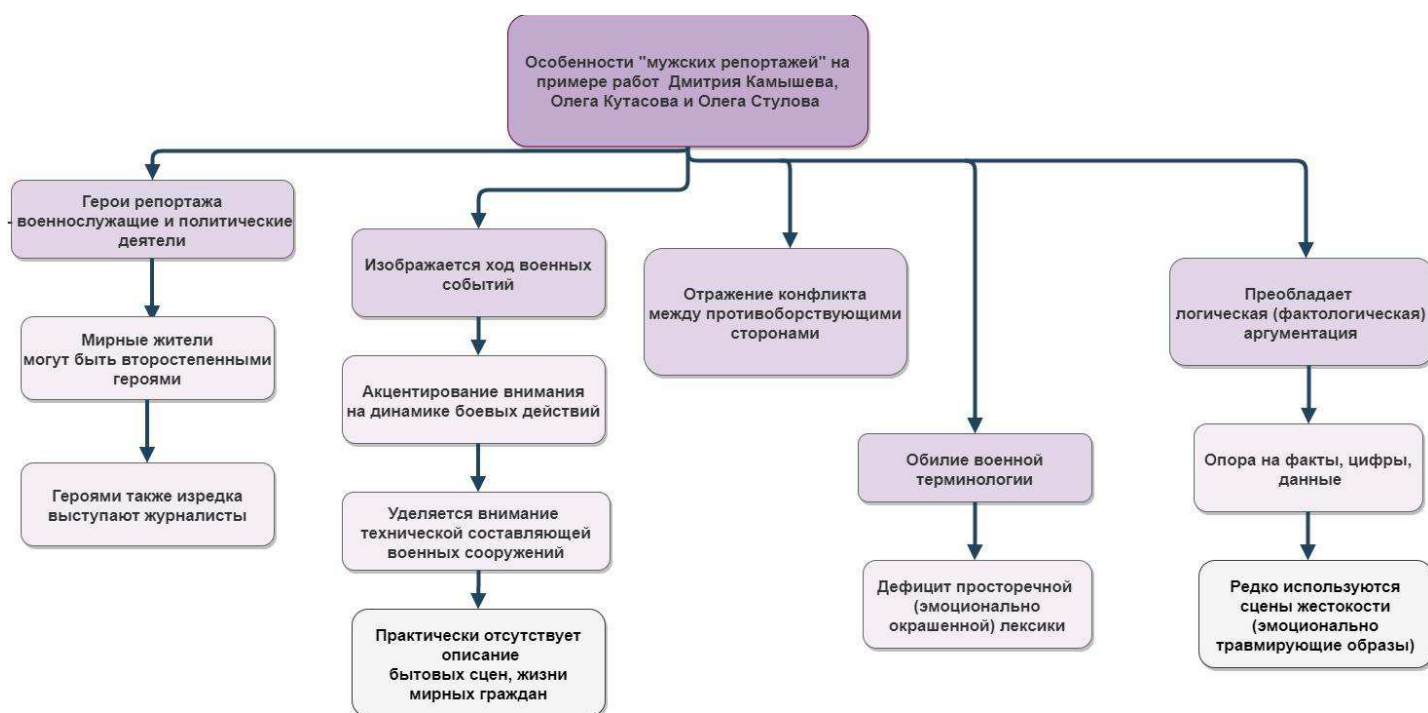 Особенности "мужских репортажей" на
примере работ Дмитрия Камышева,
Олега Кутасова и Олега Стулова
Герои репортажа
- военнослужащие и политические
деятели
Мирные жители
могут быть второстепенными
героями
Героями также изредка
выступают журналисты
Изображается ход военных
событий
Акцентирование внимания
на динамике боевых действий
Уделяется внимание
технической составляющей
военных сооружений
Практически отсутствует
описание
бытовых сцен, жизни
мирных граждан
Отражение конфликта
между противоборствующими
сторонами
Обилие военной
терминологии
Дефицит просторечной
(эмоционально
окрашенной) лексики
Преобладает
логическая (фактологическая)
аргументация
Опора на факты, цифры,
данные
Редко используются
сцены жестокости
(эмоционально
травмирующие образы)